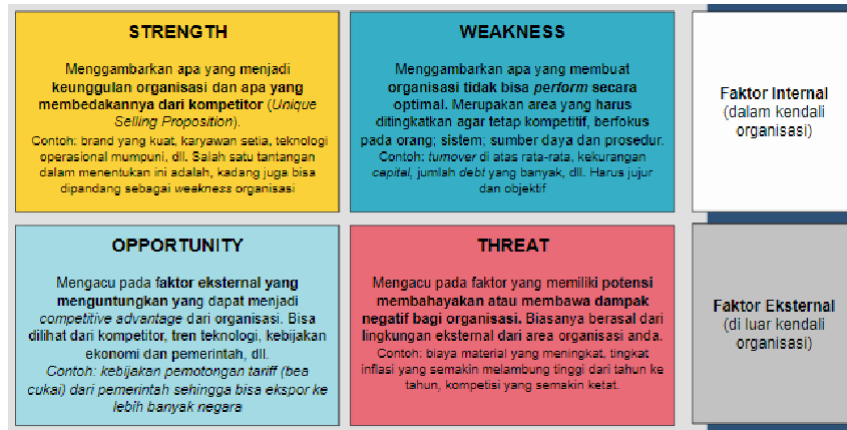 STRENGTH
Menggambarkan apa yang menjadi
keunggulan organisasi dan apa yang
membedakannya dari kompetitor (Unique
Selling Proposition).
Contoh: brand yang kuat, karyawan setia, teknologi
operasional mumpuni, dll. Salah satu tantangan
dalam menentukan ini adalah, kadang juga bisa
dipandang sebagai weakness organisasi
WEAKNESS
Menggambarkan apa yang membuat
organisasi tidak bisa perform secara
optimal. Merupakan area yang harus
ditingkatkan agar tetap kompetitif, berfokus
pada orang; sistem; sumber daya dan prosedur.
Contoh: turnover di atas rata-rata, kekurangan
capital, jumlah debt yang banyak, dll. Harus jujur
dan objektif
Faktor Internal
(dalam kendali
organisasi)
OPPORTUNITY
Mengacu pada faktor eksternal yang
menguntungkan yang dapat menjadi
competitive advantage dari organisasi. Bisa
dilihat dari kompetitor, tren teknologi, kebijakan
ekonomi dan pemerintah, dll.
Contoh: kebijakan pemotongan tariff (bea
cukai) dari pemerintah sehingga bisa ekspor ke
lebih banyak negara
THREAT
Mengacu pada faktor yang memiliki potensi
membahayakan atau membawa dampak
negatif bagi organisasi. Biasanya berasal dari
lingkungan eksternal dari area organisasi anda.
Contoh: biaya material yang meningkat, tingkat
inflasi yang semakin melambung tinggi dari tahun ke
tahun, kompetisi yang semakin ketat.
Faktor Eksternal
(di luar kendali
organisasi)